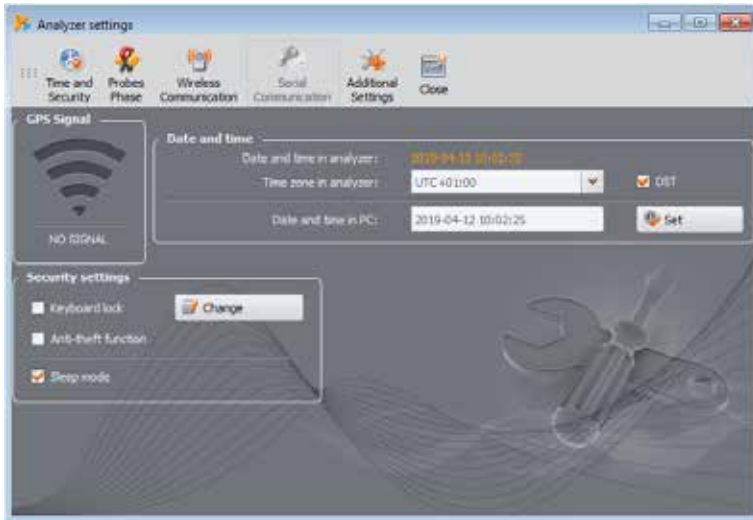 Analyzer settings
Time and Security
Probes Phase
Wireless Communication
Serial Communication
Additional Settings
Close
GPS Signal
NO SIGNAL
Date and time
Date and time in analyzer:
Time zone in analyzer: UTC+01:00 DST
Date and time in PC: 2019-04-12 10:02:25 Set
Security settings
Keyboard lock Change
Anti-theft function
Sleep mode